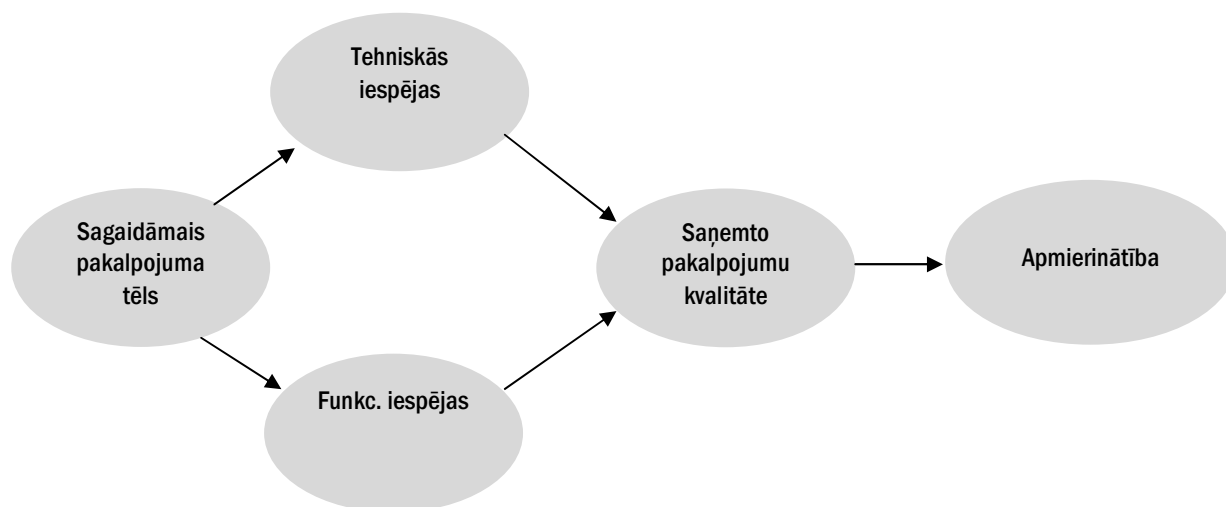 Tehniskās
iespējas
Sagaidāmais
pakalpojuma
tēls
Saņemto
pakalpojumu
kvalitāte
Apmierinātība
Funkc. iespējas